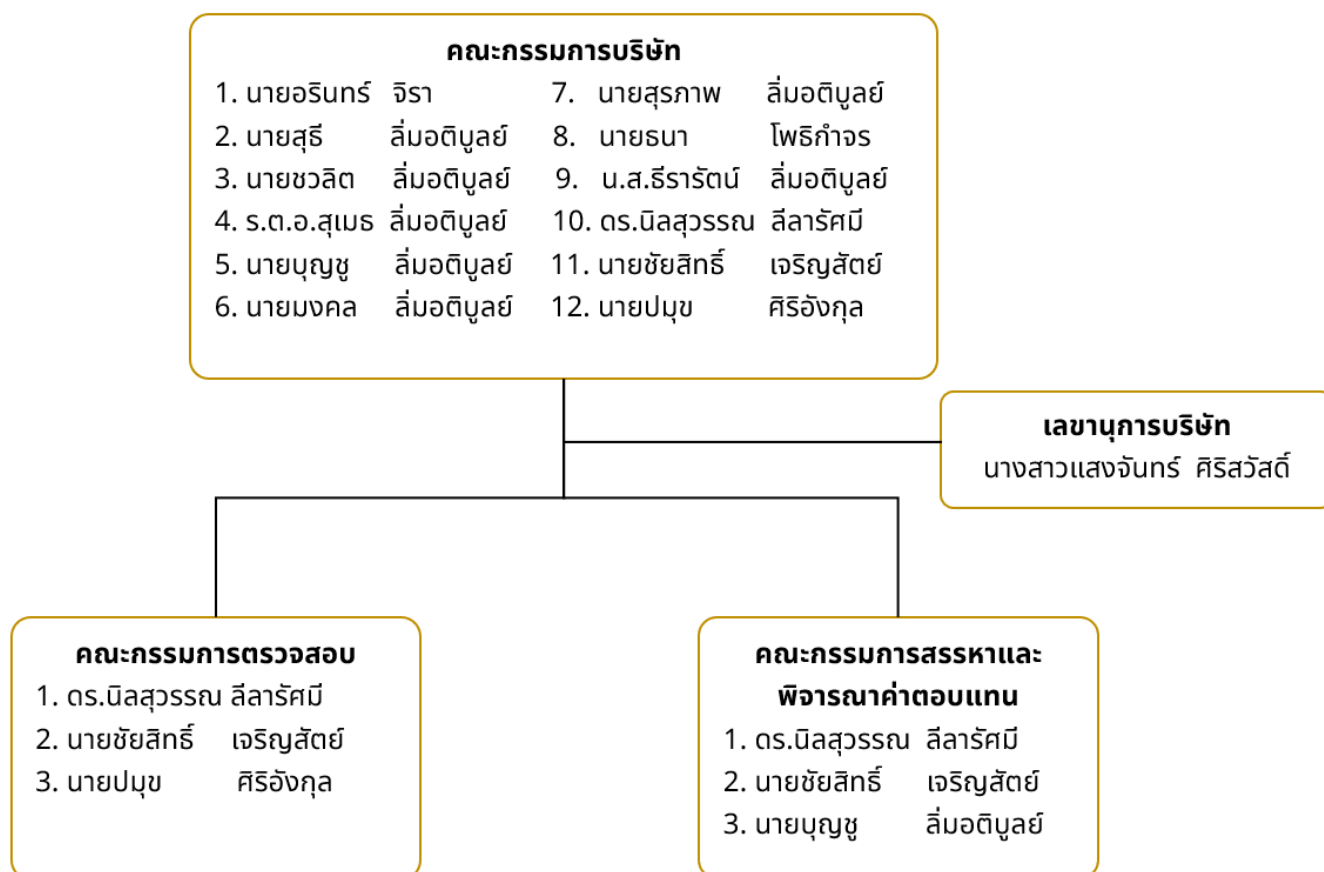 คณะกรรมการบริษัท
1. นายอรินทร์ จิรา 7. นายสุรภาพ ลิ่มอติบูลย์
2. นายสุธี ลิ่มอติบูลย์ 8. นายธนา โพธิกำจร
3. นายชวลิต ลิ่มอติบูลย์ 9. น.ส.ธีรารัตน์ ลิ่มอติบูลย์
4. ร.ต.อ.สุเมธ ลิ่มอติบูลย์ 10. ดร.นิลสุวรรณ ลีลารัศมี
5. นายบุญชู ลิ่มอติบูลย์ 11. นายชัยสิทธิ์ เจริญสัตย์
6. นายมงคล ลิ่มอติบูลย์ 12. นายปมุข ศิริอังกุล
เลขานุการบริษัท
นางสาวแสงจันทร์ ศิริสวัสดิ์
คณะกรรมการตรวจสอบ
1. ดร.นิลสุวรรณ ลีลารัศมี
2. นายชัยสิทธิ์ เจริญสัตย์
3. นายปมุข ศิริอังกุล
คณะกรรมการสรรหาและ
พิจารณาค่าตอบแทน
1. ดร.นิลสุวรรณ ลีลารัศมี
2. นายชัยสิทธิ์ เจริญสัตย์
3. นายบุญชู ลิ่มอติบูลย์